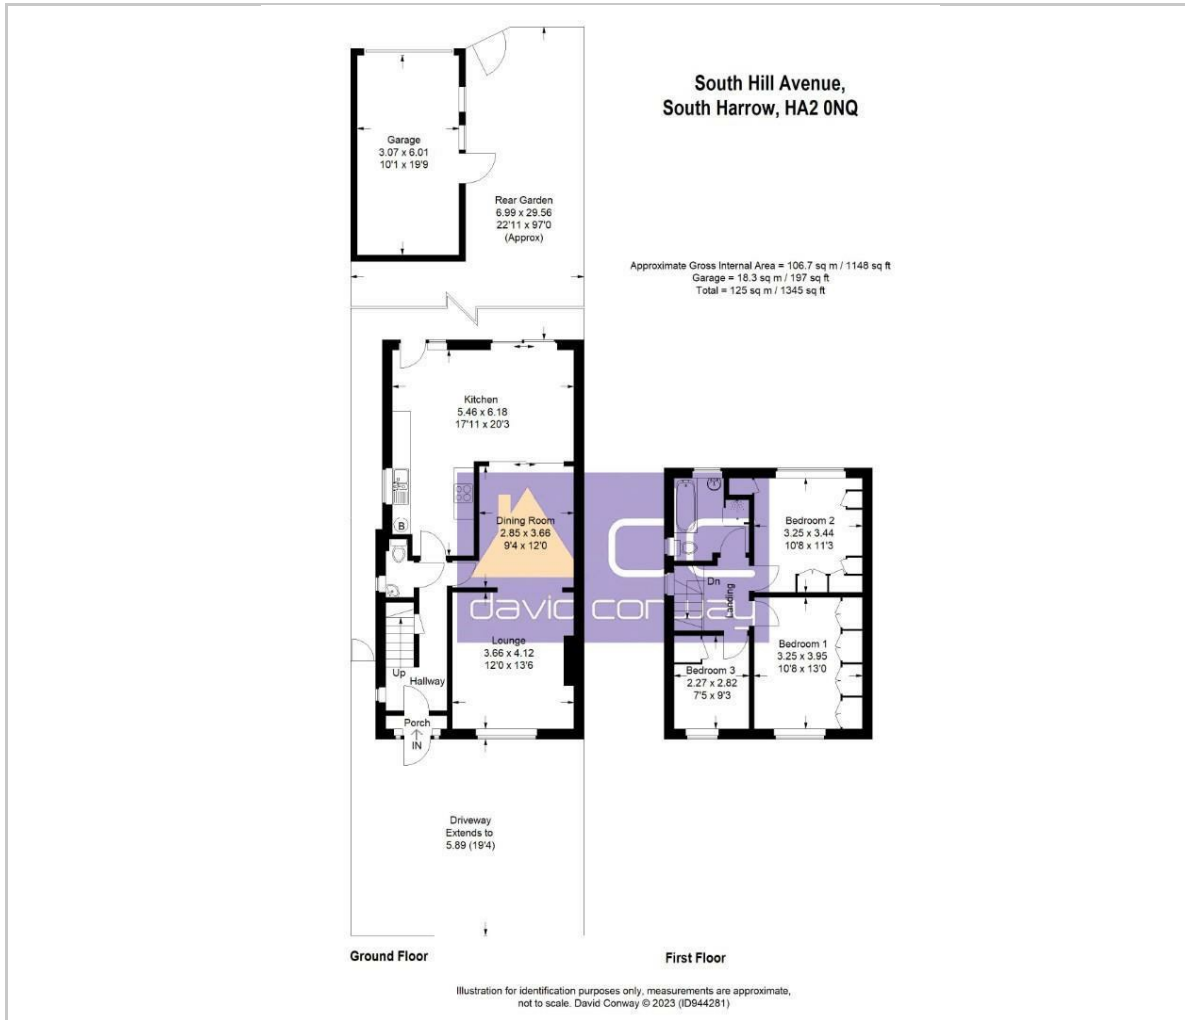 South Hill Avenue,
South Harrow, HA2 0NQ
Garage
3.07 x 6.01
10'1 x 19'9
Rear Garden
6.99 x 29.56
22'11 x 97'0
(Approx)
Approximate Gross Internal Area = 106.7 sq m / 1148 sq ft
Garage = 18.3 sq m / 197 sq ft
Total = 125 sq m / 1345 sq ft
Kitchen
5.46 x 6.18
17'11 x 20'3
B
Dining Room
2.85 x 3.66
9'4 x 12'0
david conway
Lounge
3.66 x 4.12
12'0 x 13'6
Up
Hallway
Porch
IN
Driveway
Extends to
5.89 (19'4)
Bedroom 2
3.25 x 3.44
10'8 x 11'3
Dn
Landing
Bedroom 1
3.25 x 3.95
10'8 x 13'0
Bedroom 3
2.27 x 2.82
7'5 x 9'3
Ground Floor
First Floor
Illustration for identification purposes only, measurements are approximate,
not to scale. David Conway © 2023 (ID944281)